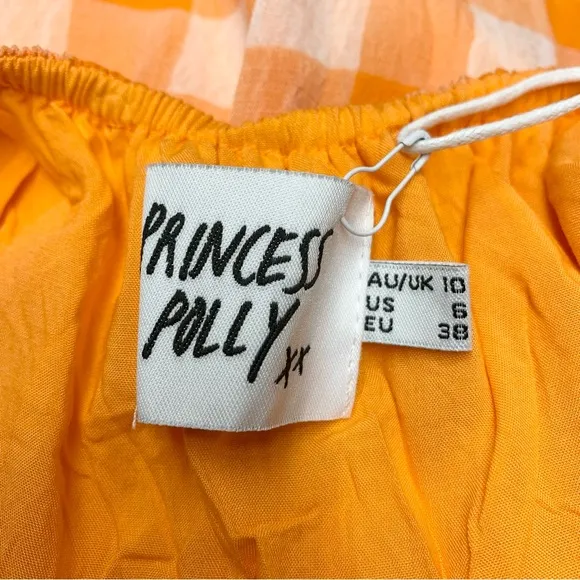 PRINCESS
POLLY xx
AU/UK 10
US 6
EU 38